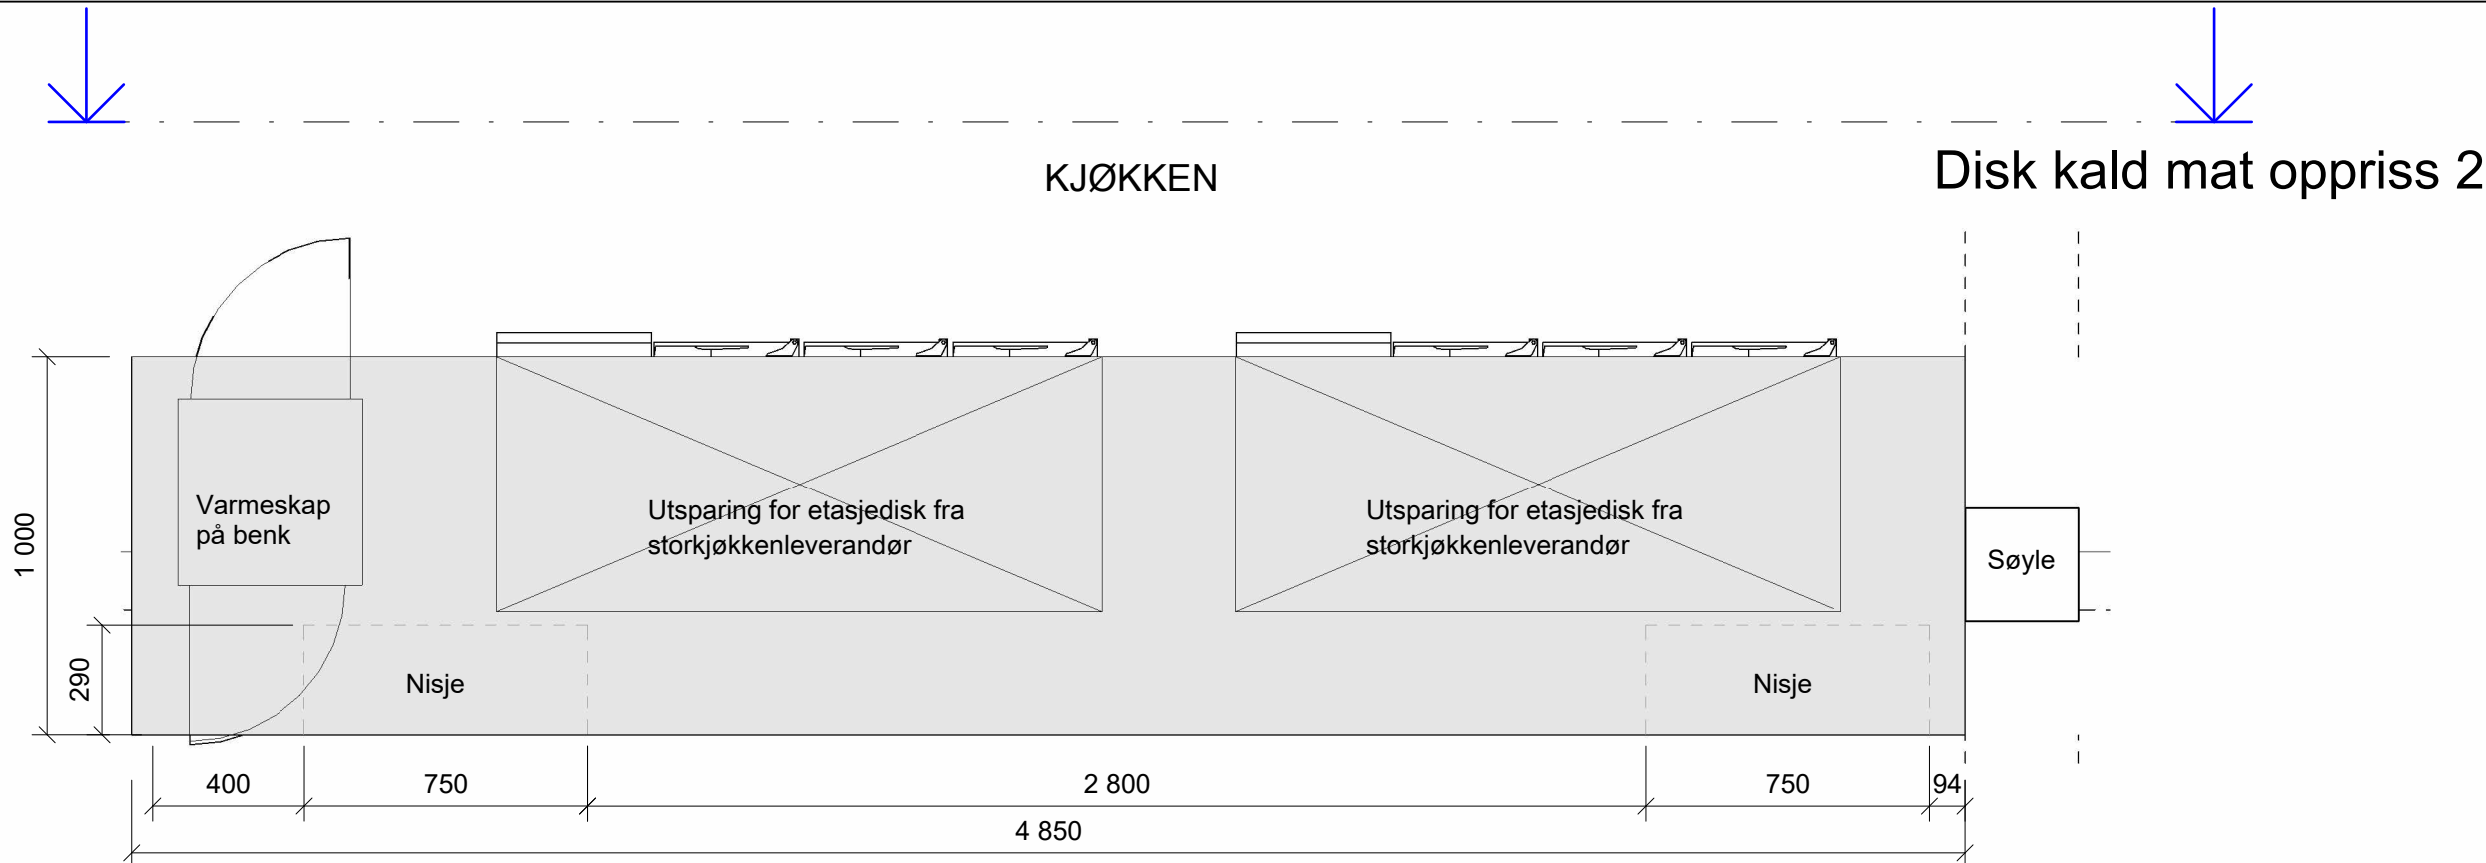 KJØKKEN
Disk kald mat oppriss 2
Varmeskap
på benk
Utsparing for etasjedisk fra
storkjøkkenleverandør
Utsparing for etasjedisk fra
storkjøkkenleverandør
Søyle
1 000
290
Nisje
Nisje
400
750
2 800
750
94
4 850